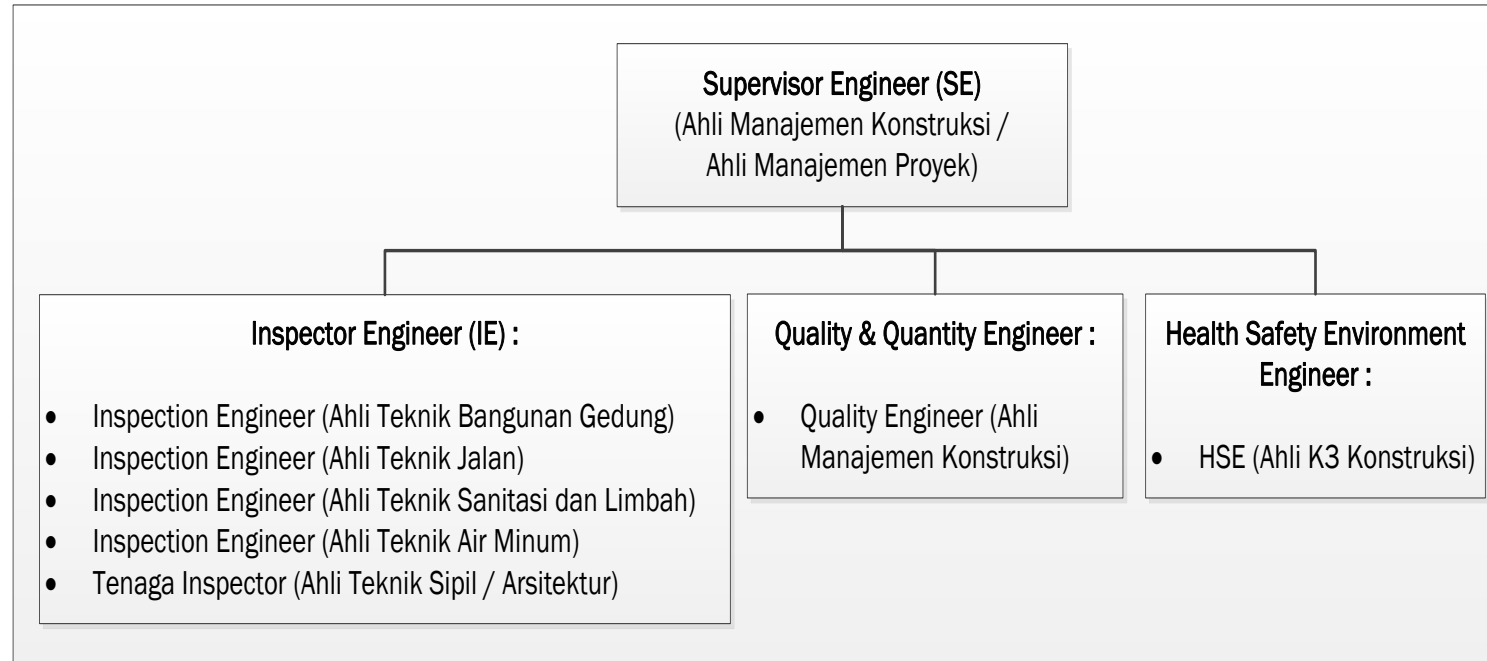 Supervisor Engineer (SE)
(Ahli Manajemen Konstruksi /
Ahli Manajemen Proyek)
Inspector Engineer (IE) :
• Inspection Engineer (Ahli Teknik Bangunan Gedung)
• Inspection Engineer (Ahli Teknik Jalan)
• Inspection Engineer (Ahli Teknik Sanitasi dan Limbah)
• Inspection Engineer (Ahli Teknik Air Minum)
• Tenaga Inspector (Ahli Teknik Sipil / Arsitektur)
Quality & Quantity Engineer :
• Quality Engineer (Ahli
Manajemen Konstruksi)
Health Safety Environment
Engineer :
• HSE (Ahli K3 Konstruksi)